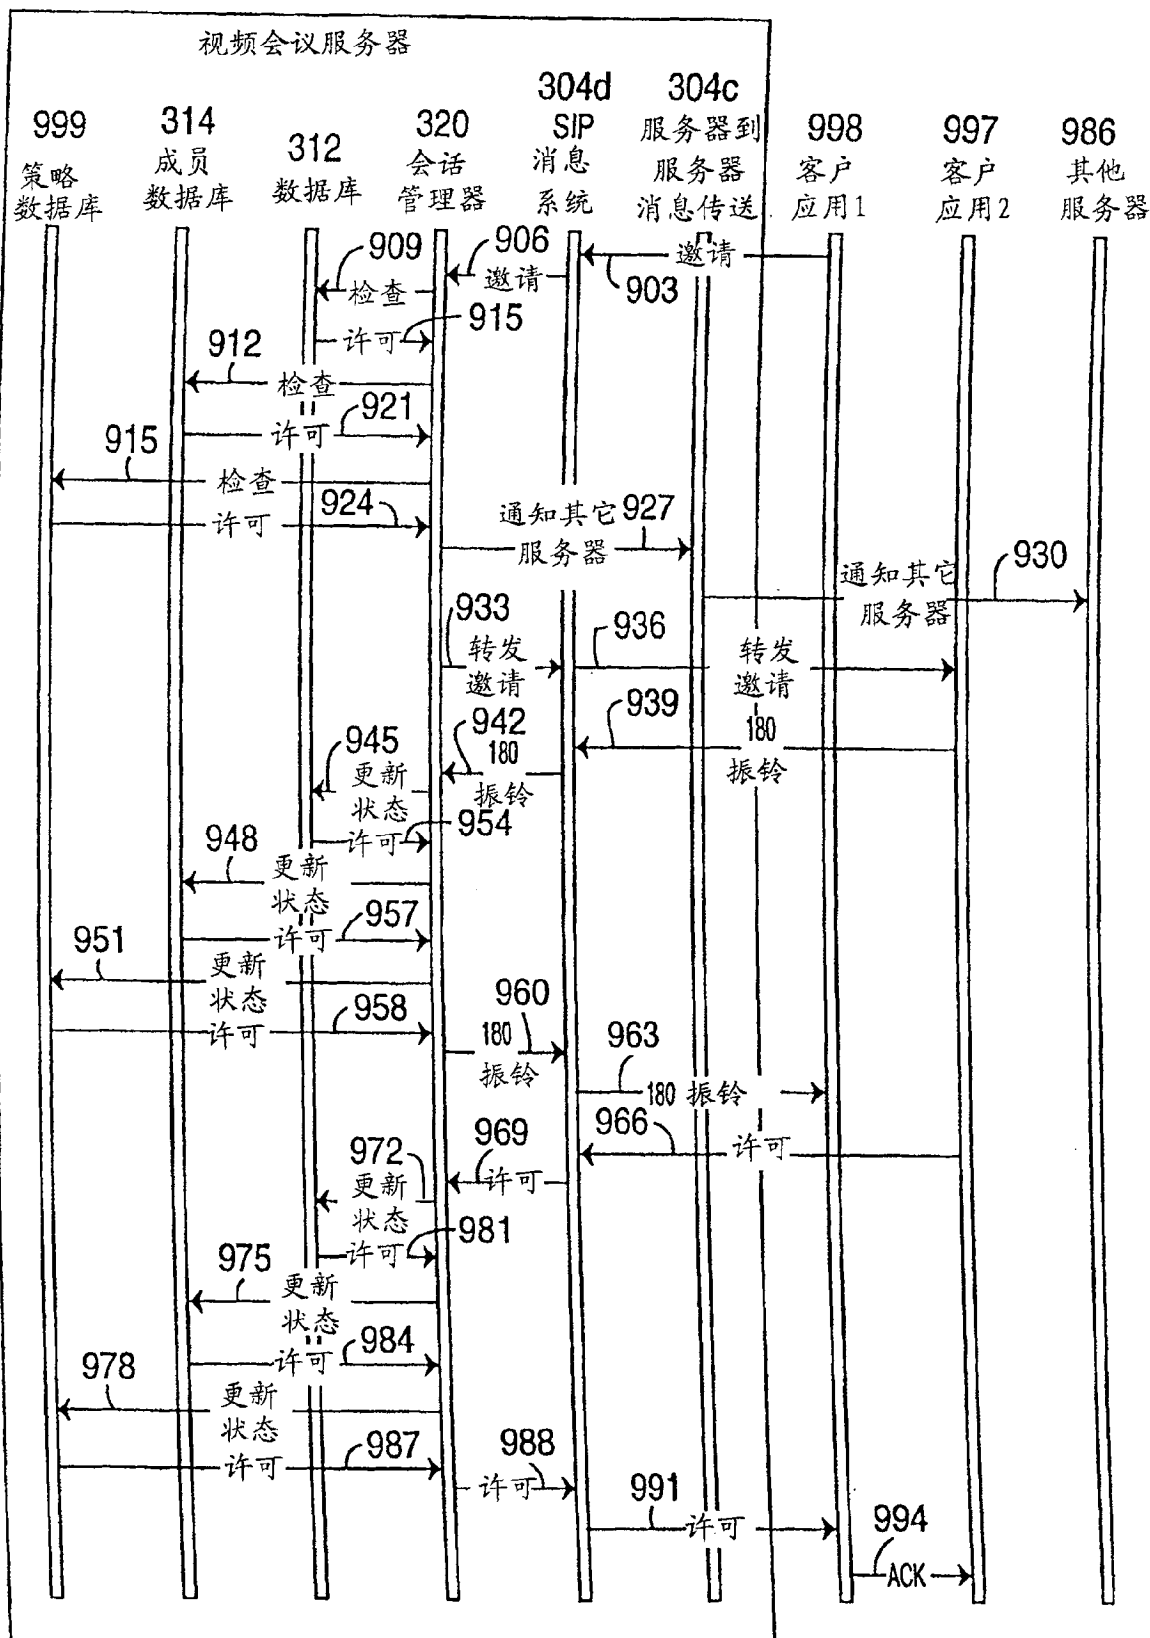 视频会议服务器
999
策略
数据库
314
成员
数据库
312
数据库
320
会话
管理器
304d
SIP
消息
系统
304c
服务器到
服务器
消息传送
998
客户
应用1
997
客户
应用2
986
其他
服务器
邀请
903
906
邀请
909
检查
915
许可
912
检查
921
许可
915
检查
924
许可
通知其它
服务器
927
通知其它
服务器
930
933
转发
邀请
936
转发
邀请
939
180
振铃
942
180
振铃
945
更新
状态
954
许可
948
更新
状态
957
许可
951
更新
状态
958
许可
960
180
振铃
963
180 振铃
966
许可
969
许可
972
更新
状态
981
许可
975
更新
状态
984
许可
978
更新
状态
987
许可
988
许可
991
许可
994
ACK